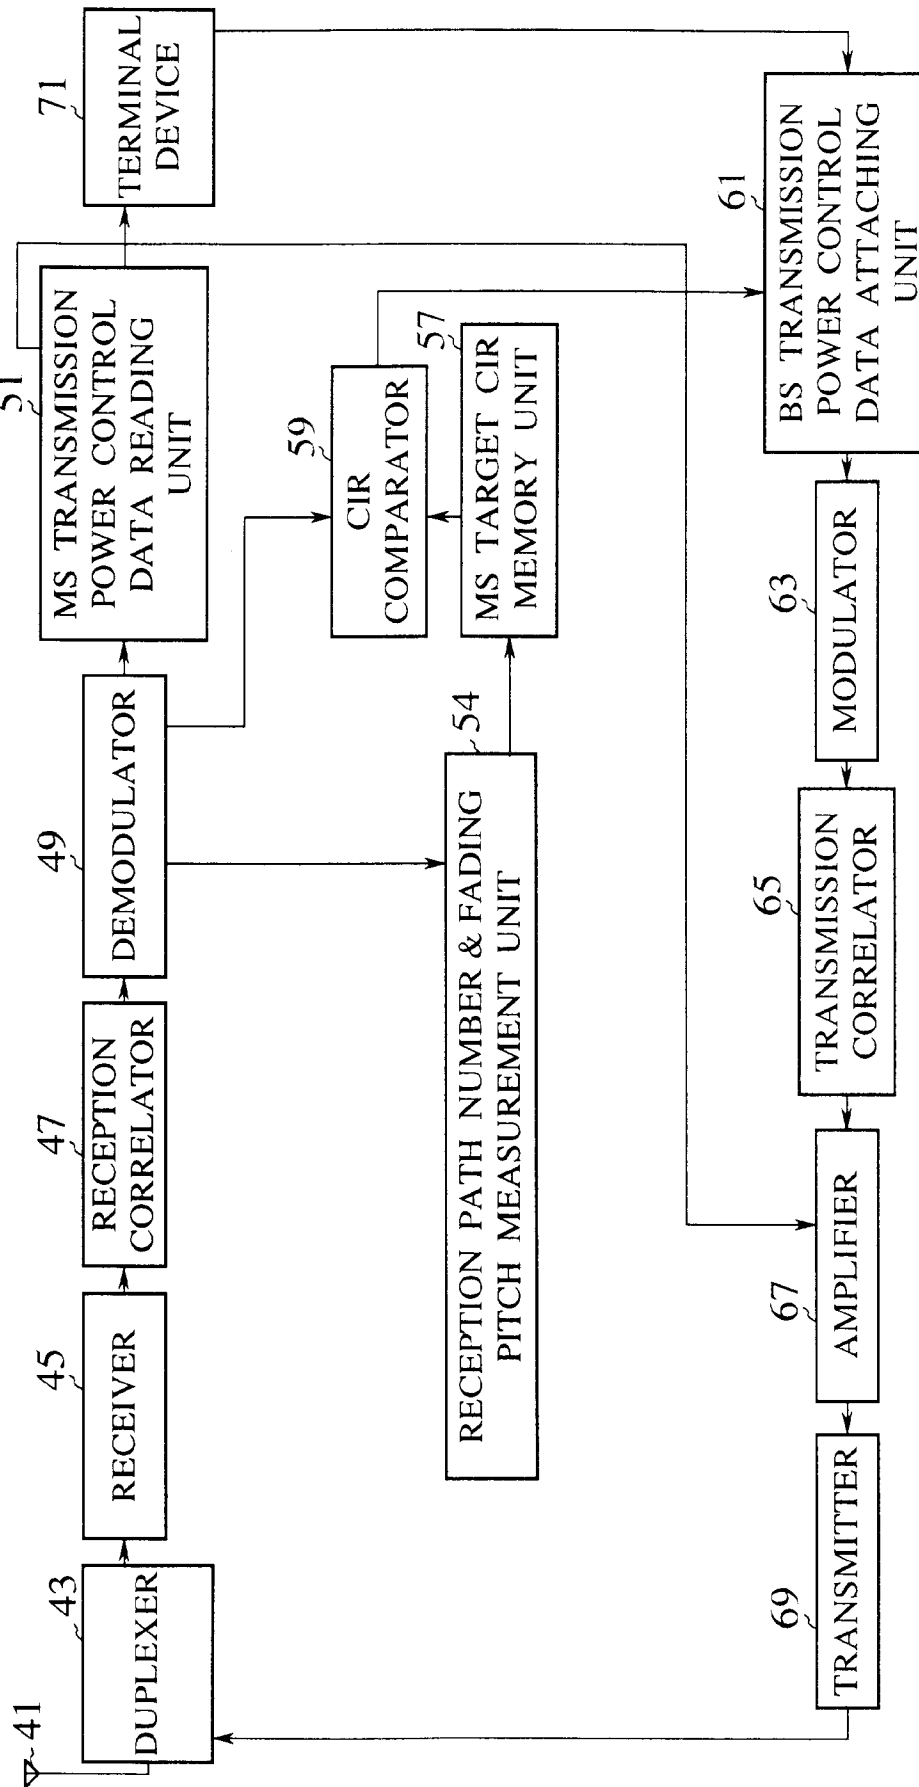 41
43
DUPLEXER
45
RECEIVER
47
RECEPTION
CORRELATOR
49
DEMODULATOR
51
MS TRANSMISSION
POWER CONTROL
DATA READING
UNIT
71
TERMINAL
DEVICE
59
CIR
COMPARATOR
57
MS TARGET CIR
MEMORY UNIT
54
RECEPTION PATH NUMBER & FADING
PITCH MEASUREMENT UNIT
69
TRANSMITTER
67
AMPLIFIER
65
TRANSMISSION
CORRELATOR
63
MODULATOR
61
BS TRANSMISSION
POWER CONTROL
DATA ATTACHING
UNIT